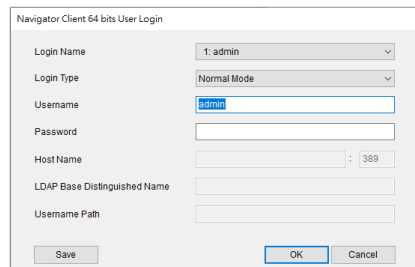 Navigator Client 64 bits User Login
Login Name 1: admin
Login Type Normal Mode
Username admin
Password
Host Name : 389
LDAP Base Distinguished Name
Username Path
Save OK Cancel